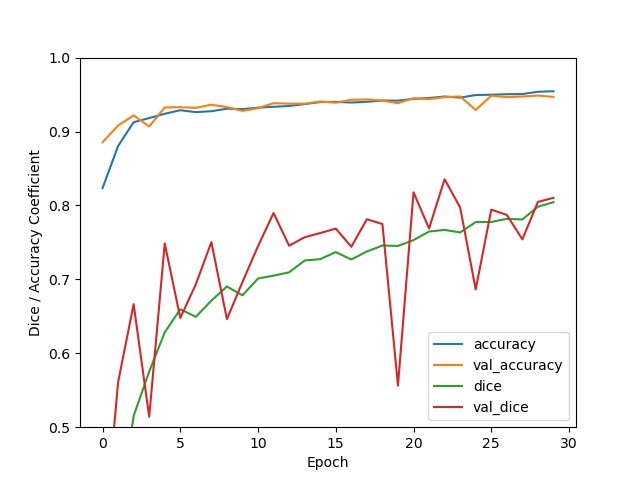 1.0
0.9
0.8
0.7
0.6
0.5
Dice / Accuracy Coefficient
accuracy
val_accuracy
dice
val_dice
0 5 10 15 20 25 30
Epoch